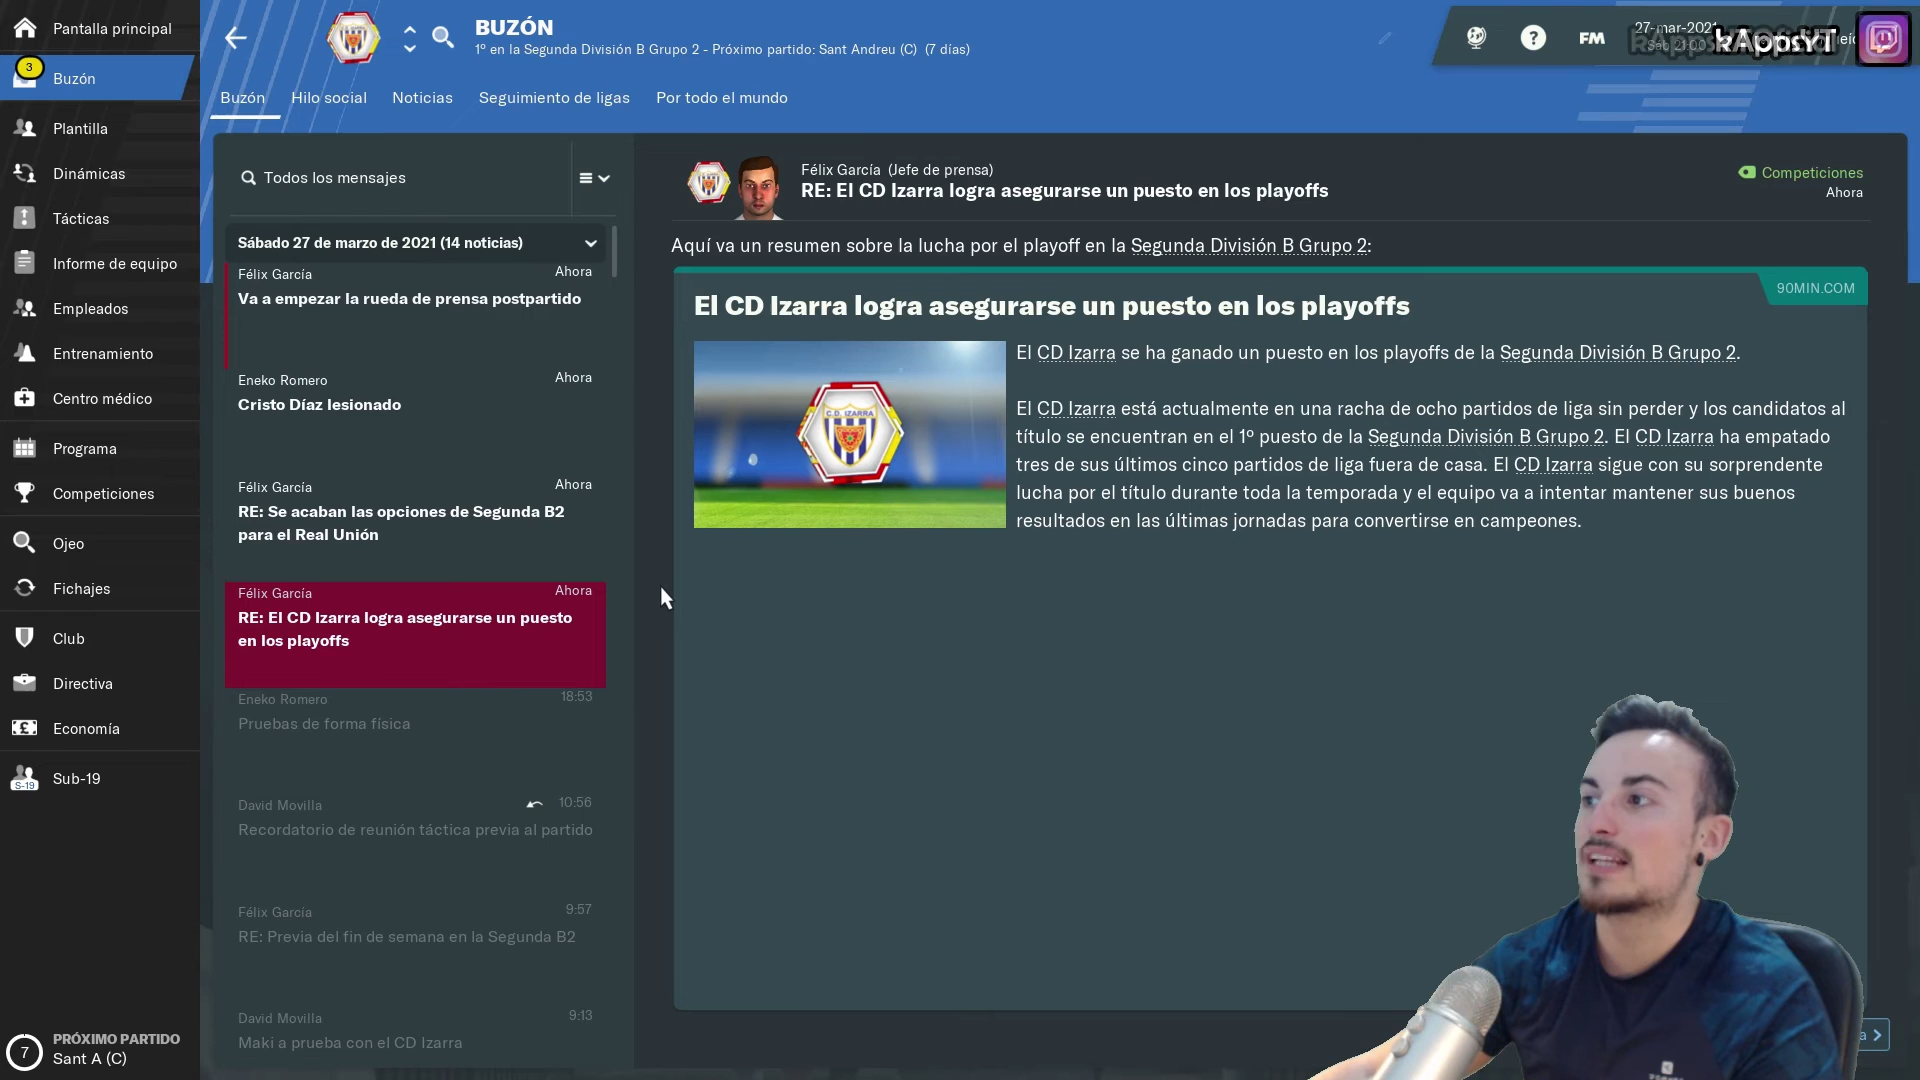 Pantalla principal
3
Buzón
Plantilla
Dinámicas
Tácticas
Informe de equipo
Empleados
Entrenamiento
Centro médico
Programa
Competiciones
Ojeo
Fichajes
Club
Directiva
Economía
S-19
Sub-19
7
PRÓXIMO PARTIDO
Sant A (C)
BUZÓN
1º en la Segunda División B Grupo 2 - Próximo partido: Sant Andreu (C) (7 días)
?
FM
27-mar-2021
Sáb 21:00
kAppsYT
Buzón
Hilo social
Noticias
Seguimiento de ligas
Por todo el mundo
Todos los mensajes
Sábado 27 de marzo de 2021 (14 noticias)
Félix García
Ahora
Va a empezar la rueda de prensa postpartido
Eneko Romero
Ahora
Cristo Díaz lesionado
Félix García
Ahora
RE: Se acaban las opciones de Segunda B2
para el Real Unión
Félix García
Ahora
RE: El CD Izarra logra asegurarse un puesto
en los playoffs
Eneko Romero
18:53
Pruebas de forma física
David Movilla
10:56
Recordatorio de reunión táctica previa al partido
Félix García
9:57
RE: Previa del fin de semana en la Segunda B2
David Movilla
9:13
Maki a prueba con el CD Izarra
Félix García (Jefe de prensa)
RE: El CD Izarra logra asegurarse un puesto en los playoffs
Competiciones
Ahora
Aquí va un resumen sobre la lucha por el playoff en la Segunda División B Grupo 2:
90MIN.COM
El CD Izarra logra asegurarse un puesto en los playoffs
C.D. IZARRA
El CD Izarra se ha ganado un puesto en los playoffs de la Segunda División B Grupo 2.
El CD Izarra está actualmente en una racha de ocho partidos de liga sin perder y los candidatos al
título se encuentran en el 1º puesto de la Segunda División B Grupo 2. El CD Izarra ha empatado
tres de sus últimos cinco partidos de liga fuera de casa. El CD Izarra sigue con su sorprendente
lucha por el título durante toda la temporada y el equipo va a intentar mantener sus buenos
resultados en las últimas jornadas para convertirse en campeones.